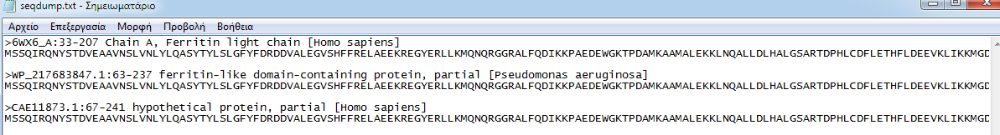 seqdump.txt - Σημειωματάριο
Αρχείο Επεξεργασία Μορφή Προβολή Βοήθεια
>6WX6_A:33-207 Chain A, Ferritin light chain [Homo sapiens]
MSSQIRQNYSTDVEAAVNSLVNLYLQASYTYLSLGFYFDRDDVALEGVSHFFRELAEEKREGYERLLKMQNQRGGRALFQDIKKPAEDEWGKTPDAMKAAMALEKKLNQALLDLHALGSARTDPHLCDFLETHFLDEEVKLIKKMGD
>WP_217683847.1:63-237 ferritin-like domain-containing protein, partial [Pseudomonas aeruginosa]
MSSQIRQNYSTDVEAAVNSLVNLYLQASYTYLSLGFYFDRDDVALEGVSHFFRELAEEKREGYERLLKMQNQRGGRALFQDIKKPAEDEWGKTPDAMKAAMALEKKLNQALLDLHALGSARTDPHLCDFLETHFLDEEVKLIKKMGD
>CAE11873.1:67-241 hypothetical protein, partial [Homo sapiens]
MSSQIRQNYSTDVEAAVNSLVNLYLQASYTYLSLGFYFDRDDVALEGVSHFFRELAEEKREGYERLLKMQNQRGGRALFQDIKKPAEDEWGKTPDAMKAAMALEKKLNQALLDLHALGSARTDPHLCDFLETHFLDEEVKLIKKMGD